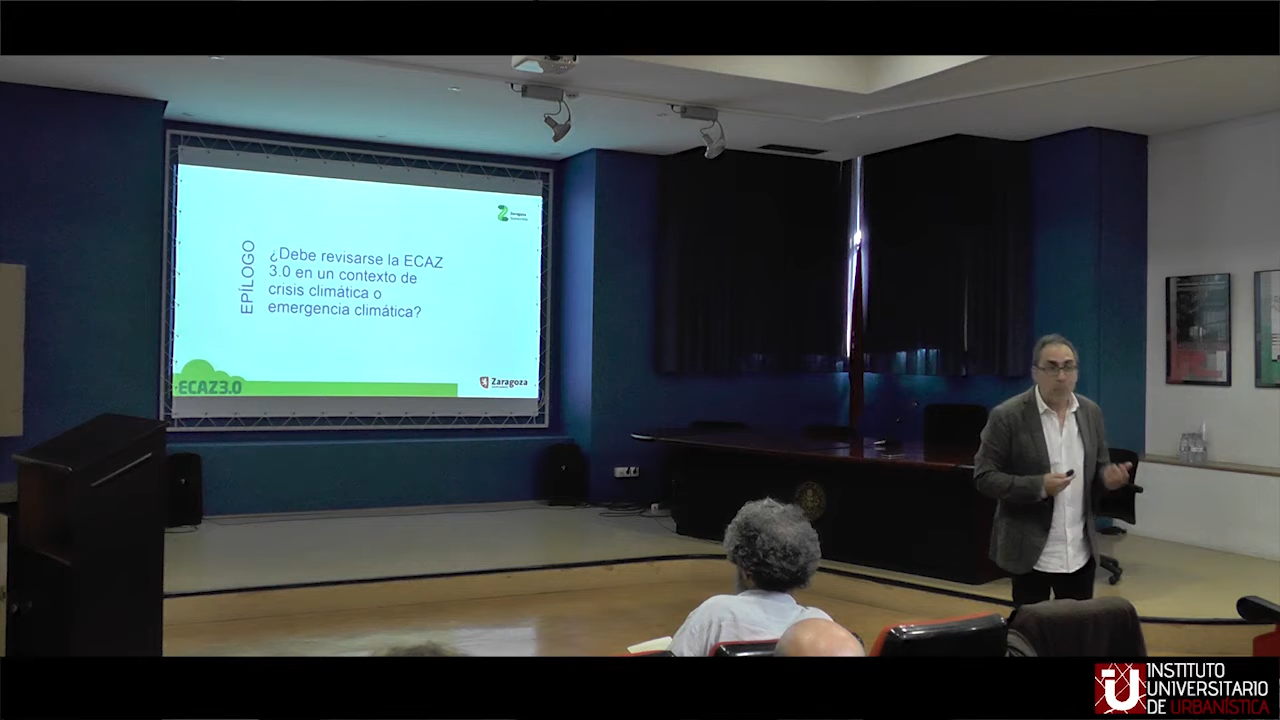 Zaragoza
EPÍLOGO
¿Debe revisarse la ECAZ
3.0 en un contexto de
crisis climática o
emergencia climática?
ECAZ3.0
Zaragoza
INSTITUTO
UNIVERSITARIO
DE URBANÍSTICA